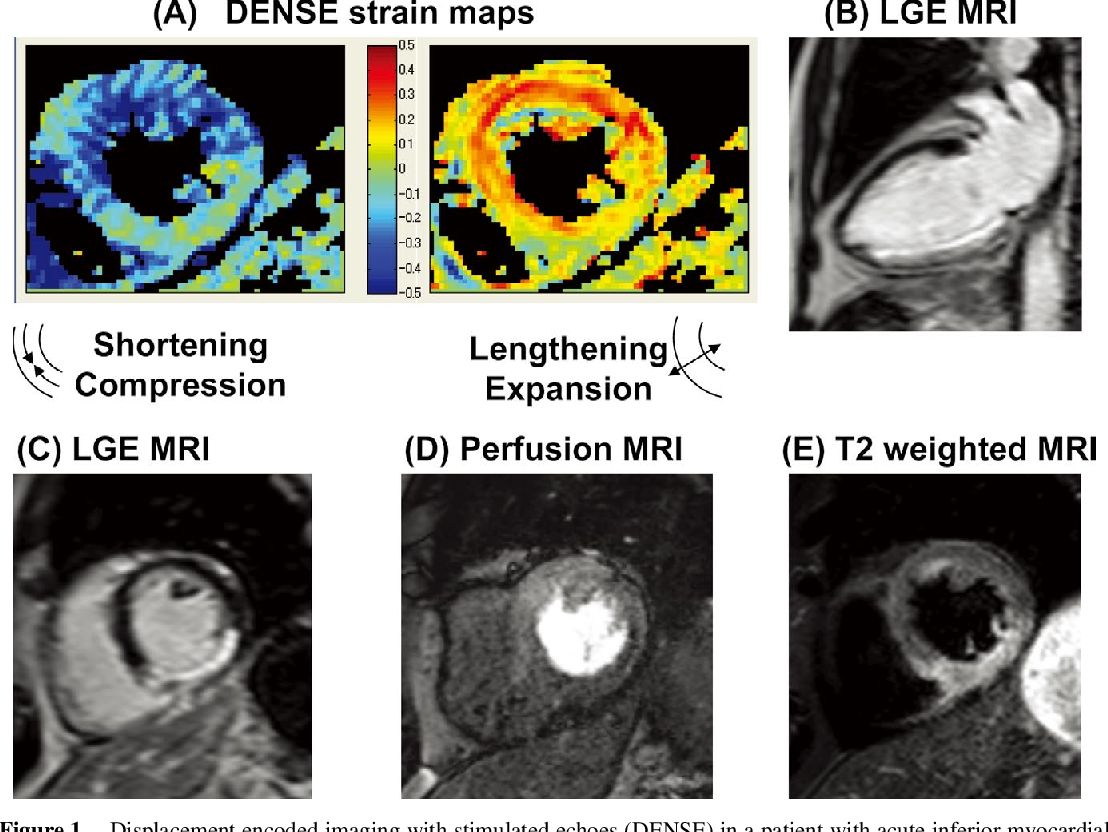 (A) DENSE strain maps
(B) LGE MRI
0.5
0.4
0.3
0.2
0.1
0
-0.1
-0.2
-0.3
-0.4
-0.5
Shortening
Compression
Lengthening
Expansion
(C) LGE MRI
(D) Perfusion MRI
(E) T2 weighted MRI
Figure 1 Displacement encoded imaging with stimulated echoes (DENSE) in a patient with acute inferior myocardial